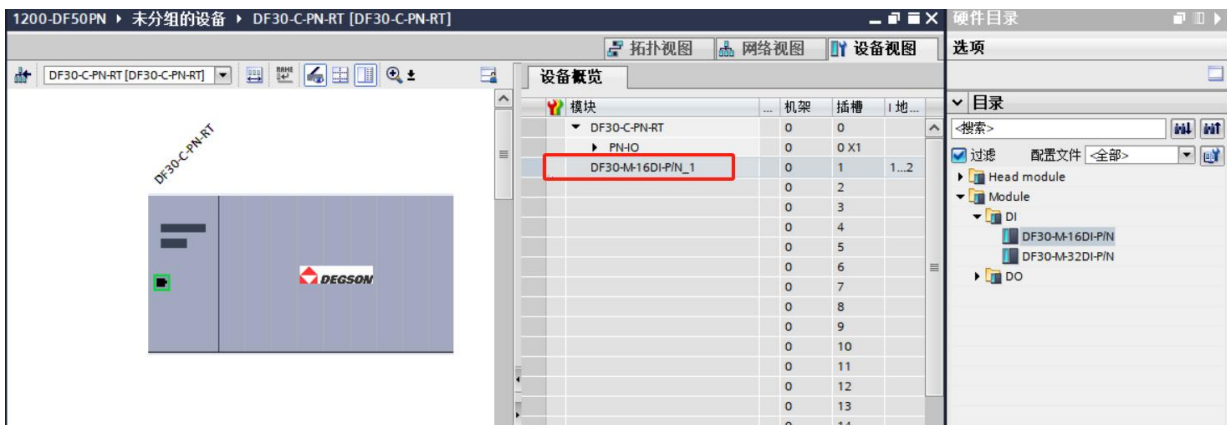 1200-DF50PN ▸ 未分组的设备 ▸ DF30-C-PN-RT [DF30-C-PN-RT]
拓扑视图 网络视图 设备视图
DF30-C-PN-RT [DF30-C-PN-RT]
DF30-C-PN-RT
DEGSON
设备概览
模块 ... 机架 插槽 I 地...
DF30-C-PN-RT 0 0
PN-IO 0 0 X1
DF30-M-16DI-P/N_1 0 1 1...2
0 2
0 3
0 4
0 5
0 6
0 7
0 8
0 9
0 10
0 11
0 12
0 13
硬件目录
选项
目录
<搜索>
过滤 配置文件 <全部>
Head module
Module
DI
DF30-M-16DI-P/N
DF30-M-32DI-P/N
DO